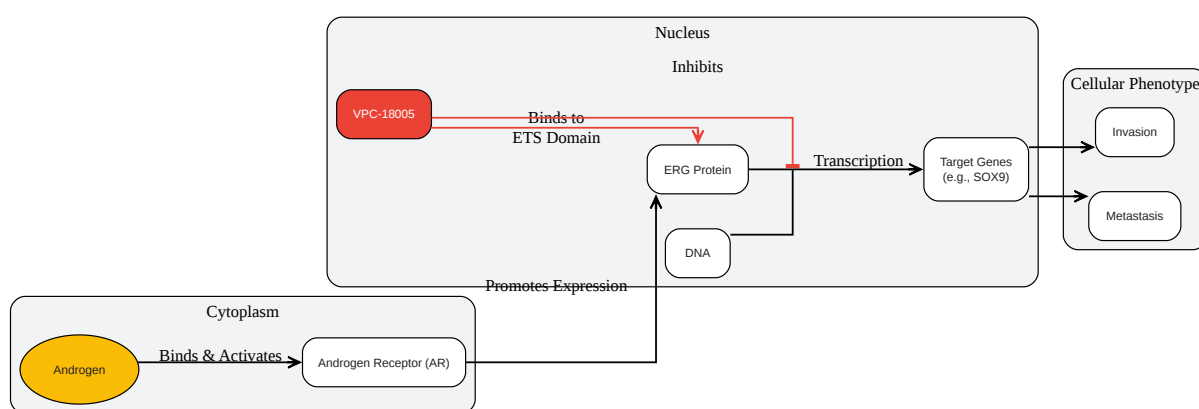 Nucleus
Inhibits
Cellular Phenotype
VPC-18005
Binds to
ETS Domain
Invasion
ERG Protein
Transcription
Target Genes
(e.g., SOX9)
Metastasis
DNA
Promotes Expression
Cytoplasm
Androgen
Binds & Activates
Androgen Receptor (AR)